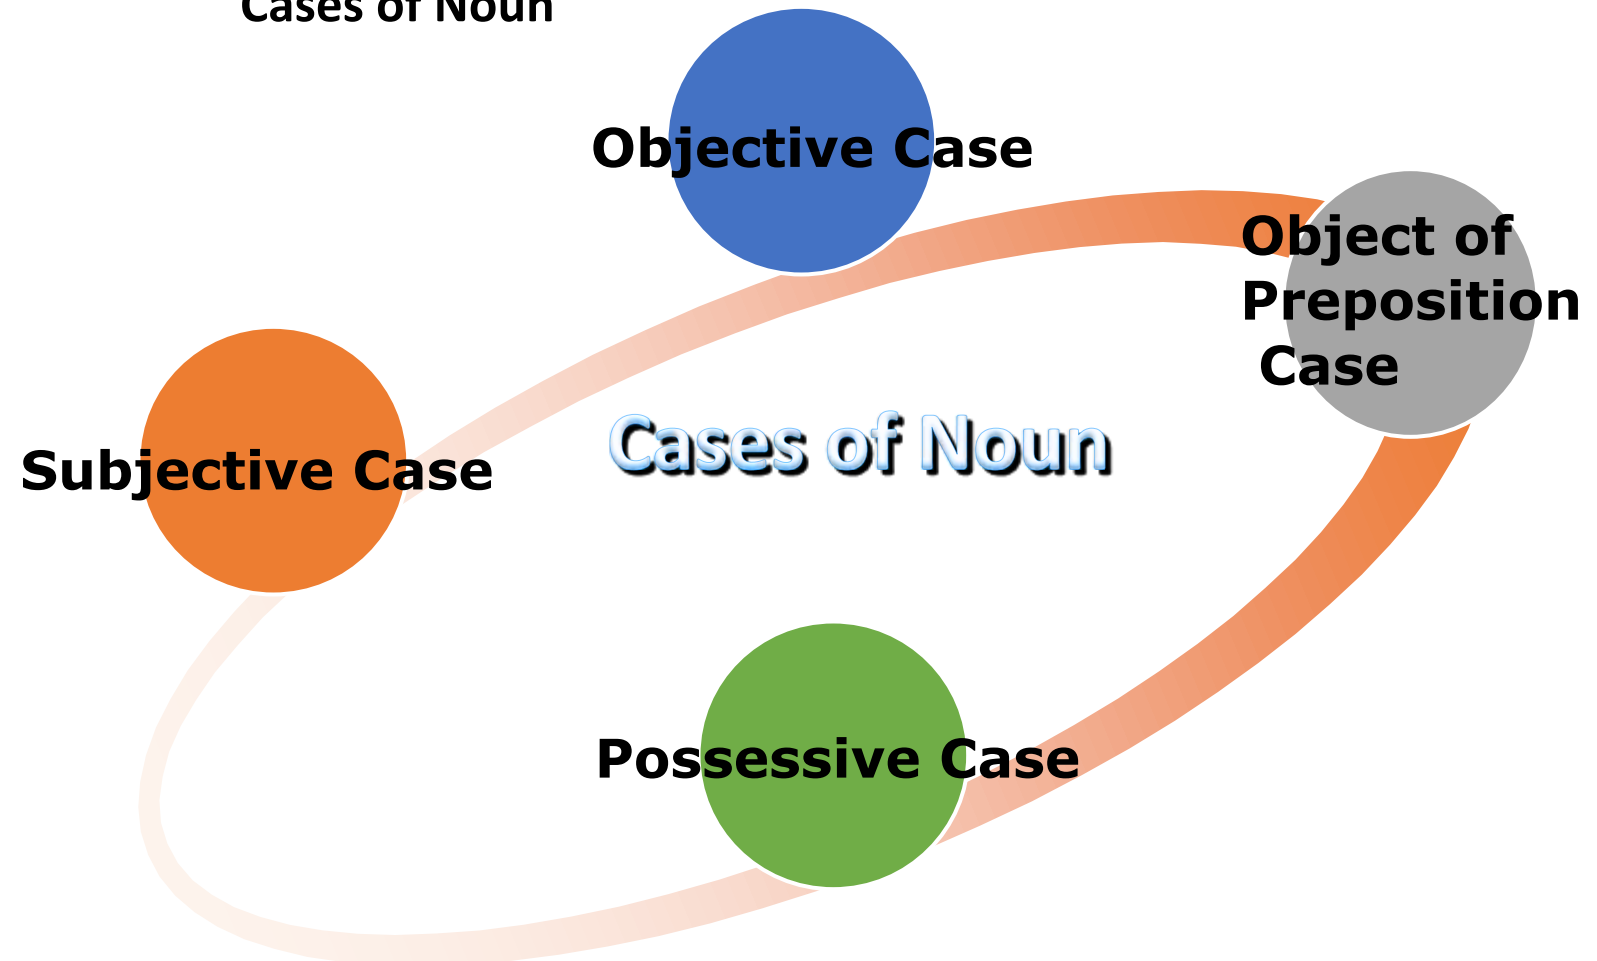 Cases of Noun
Objective Case
Object of
Preposition
Case
Cases of Noun
Subjective Case
Possessive Case